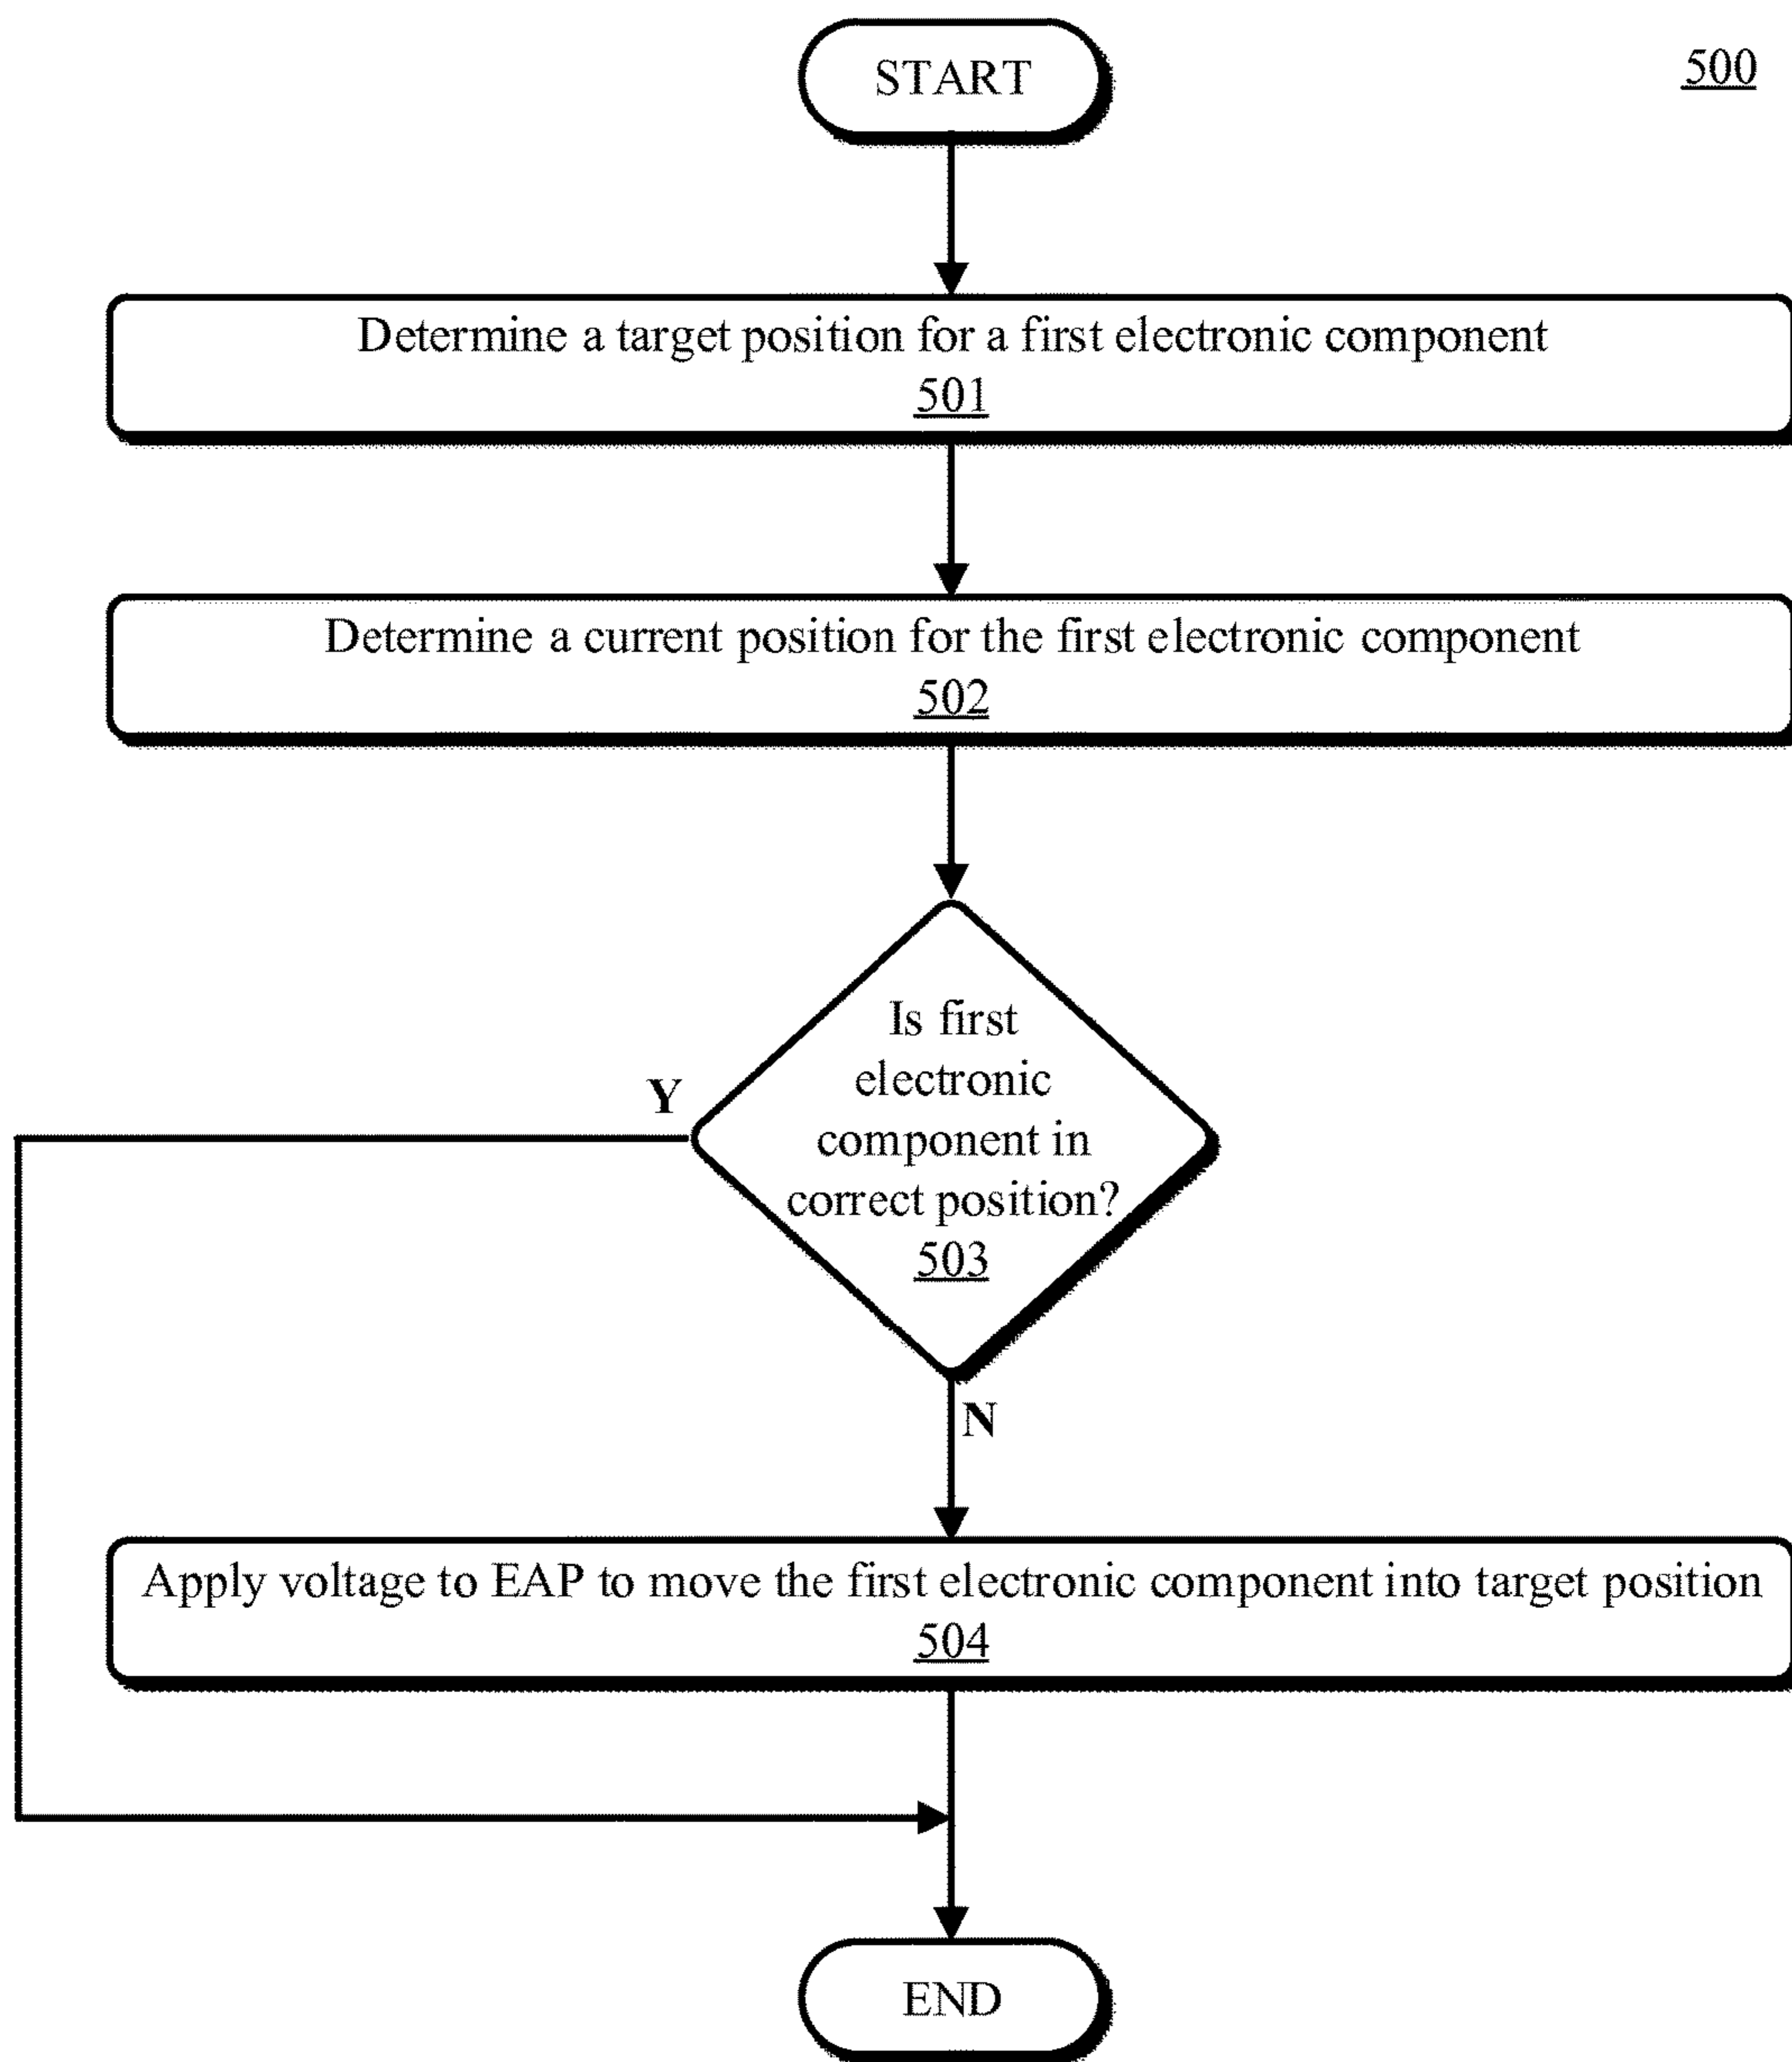 START
500
Determine a target position for a first electronic component
501
Determine a current position for the first electronic component
502
Is first
electronic
component in
correct position?
503
Y
N
Apply voltage to EAP to move the first electronic component into target position
504
END